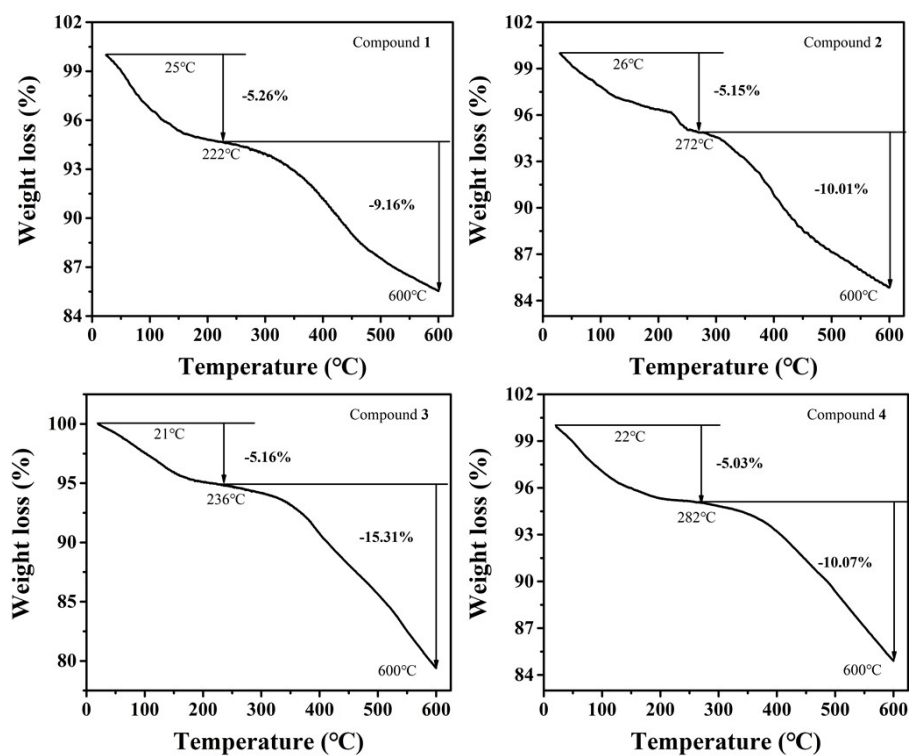 Compound 1
25℃
-5.26%
222℃
-9.16%
600℃
102
99
96
93
90
87
84
0 100 200 300 400 500 600
Weight loss (%)
Temperature (℃)
Compound 2
26℃
-5.15%
272℃
-10.01%
600℃
102
99
96
93
90
87
84
0 100 200 300 400 500 600
Weight loss (%)
Temperature (℃)
Compound 3
21℃
-5.16%
236℃
-15.31%
600℃
100
95
90
85
80
0 100 200 300 400 500 600
Weight loss (%)
Temperature (℃)
Compound 4
22℃
-5.03%
282℃
-10.07%
600℃
102
99
96
93
90
87
84
0 100 200 300 400 500 600
Weight loss (%)
Temperature (℃)